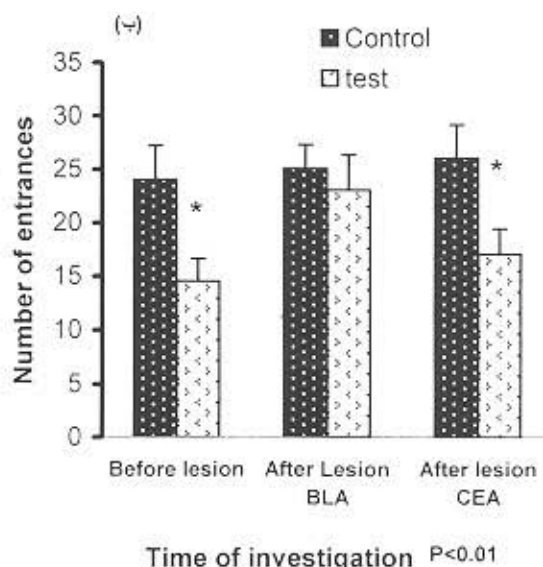 Control
test
35
30
25
20
15
10
5
0
Number of entrances
*
*
Before lesion
After Lesion
BLA
After lesion
CEA
Time of investigation P<0.01